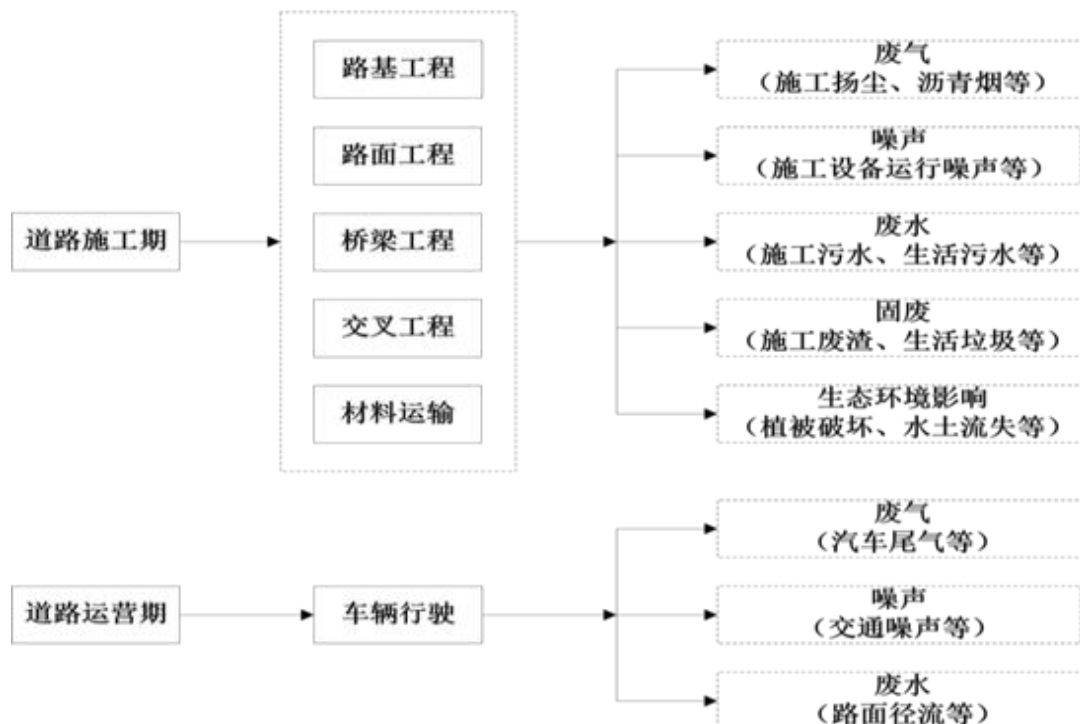 道路施工期
路基工程
路面工程
桥梁工程
交叉工程
材料运输
废气
（施工扬尘、沥青烟等）
噪声
（施工设备运行噪声等）
废水
（施工污水、生活污水等）
固废
（施工废渣、生活垃圾等）
生态环境影响
（植被破坏、水土流失等）
道路运营期
车辆行驶
废气
（汽车尾气等）
噪声
（交通噪声等）
废水
（路面径流等）